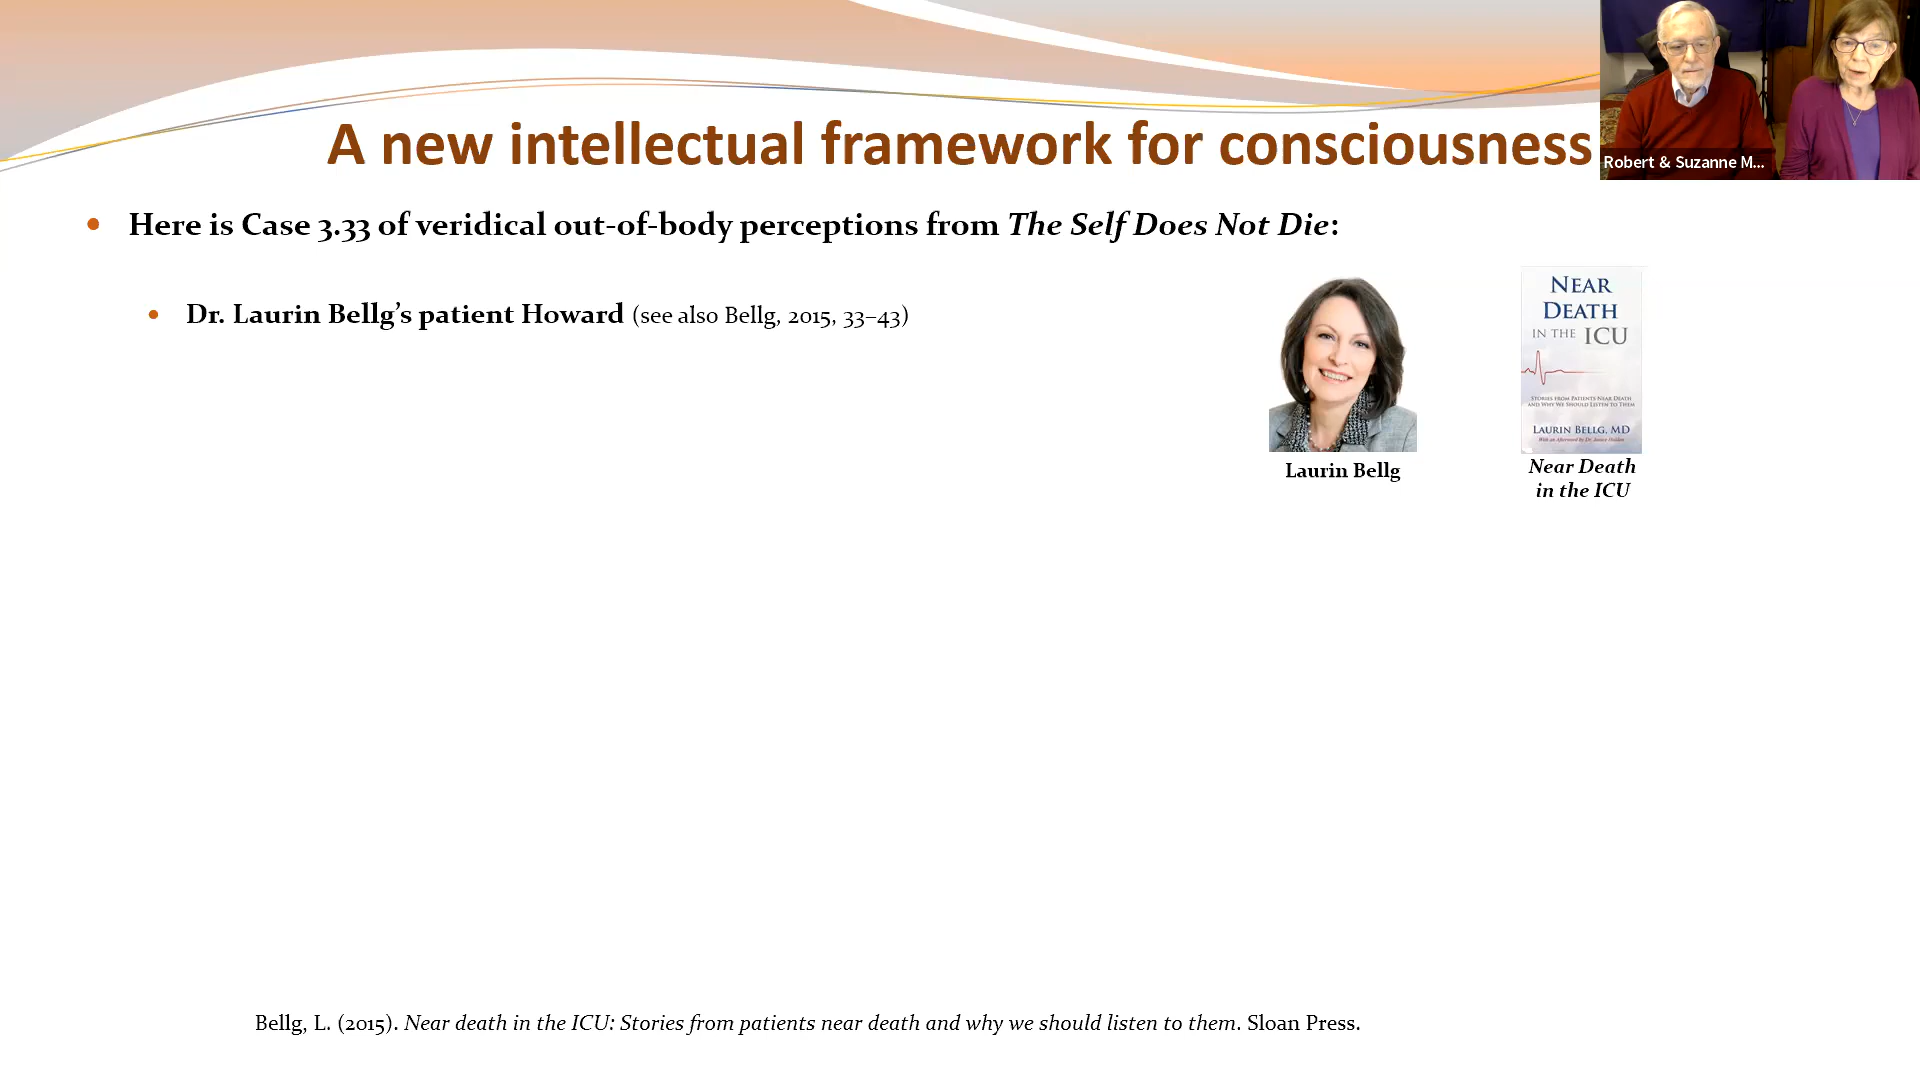 A new intellectual framework for consciousness
Robert & Suzanne M...
Here is Case 3.33 of veridical out-of-body perceptions from The Self Does Not Die:
Dr. Laurin Bellg’s patient Howard (see also Bellg, 2015, 33–43)
NEAR
DEATH
IN THE ICU
STORIES FROM PATIENTS NEAR DEATH
AND WHY WE SHOULD LISTEN TO THEM
LAURIN BELLG, MD
With an Afterword by Dr. Janice Holden
Laurin Bellg
Near Death
in the ICU
Bellg, L. (2015). Near death in the ICU: Stories from patients near death and why we should listen to them. Sloan Press.